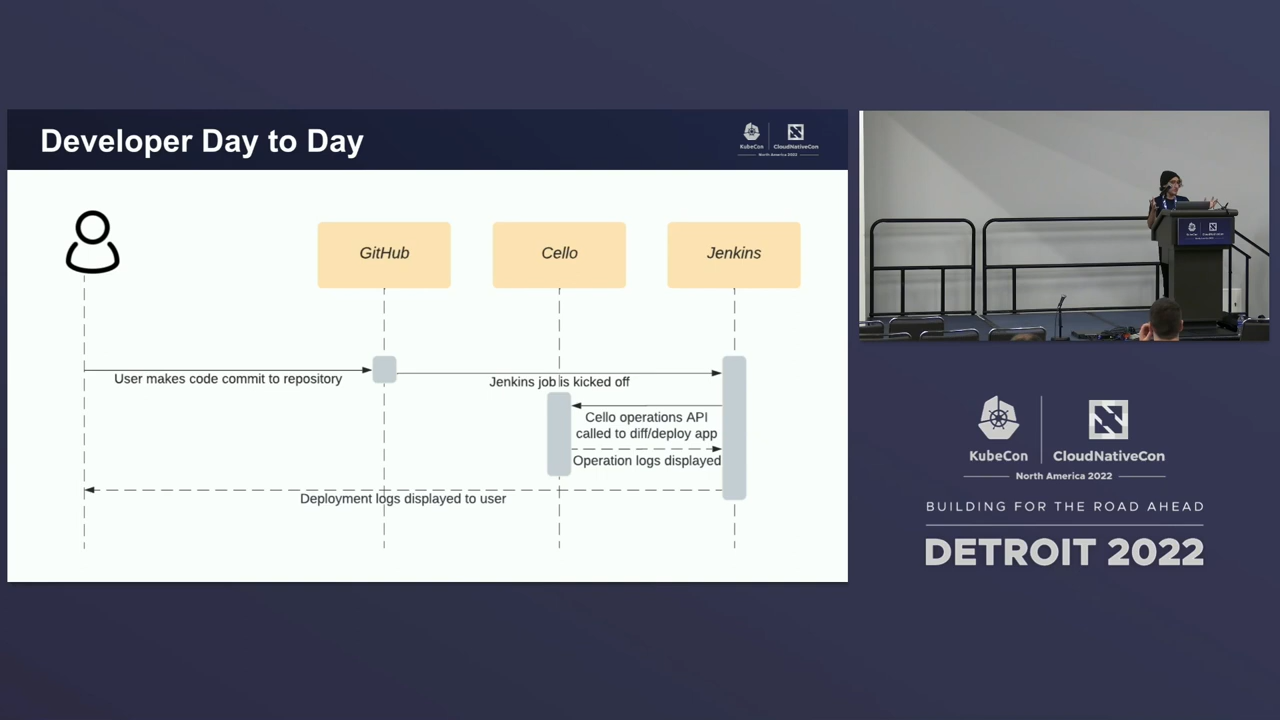 Developer Day to Day
KubeCon
CloudNativeCon
North America 2022
GitHub
Cello
Jenkins
User makes code commit to repository
Jenkins job is kicked off
Cello operations API
called to diff/deploy app
Operation logs displayed
Deployment logs displayed to user
KubeCon
CloudNativeCon
North America 2022
BUILDING FOR THE ROAD AHEAD
DETROIT 2022